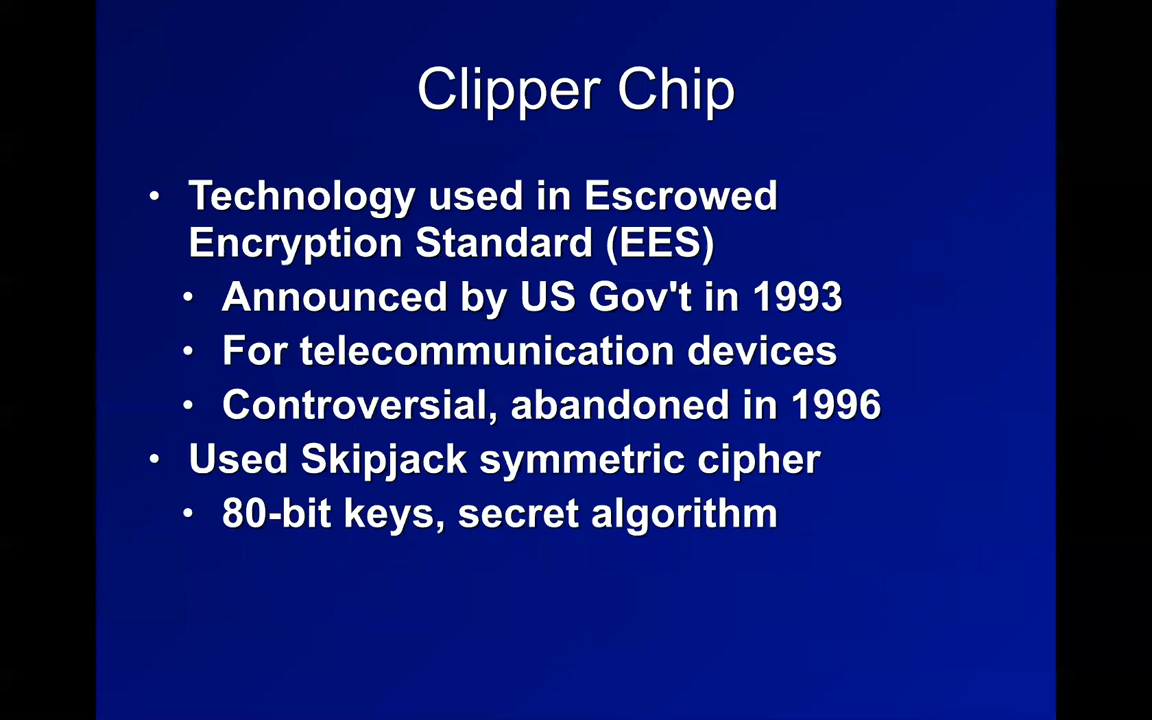 Clipper Chip
• Technology used in Escrowed
Encryption Standard (EES)
• Announced by US Gov't in 1993
• For telecommunication devices
• Controversial, abandoned in 1996
• Used Skipjack symmetric cipher
• 80-bit keys, secret algorithm